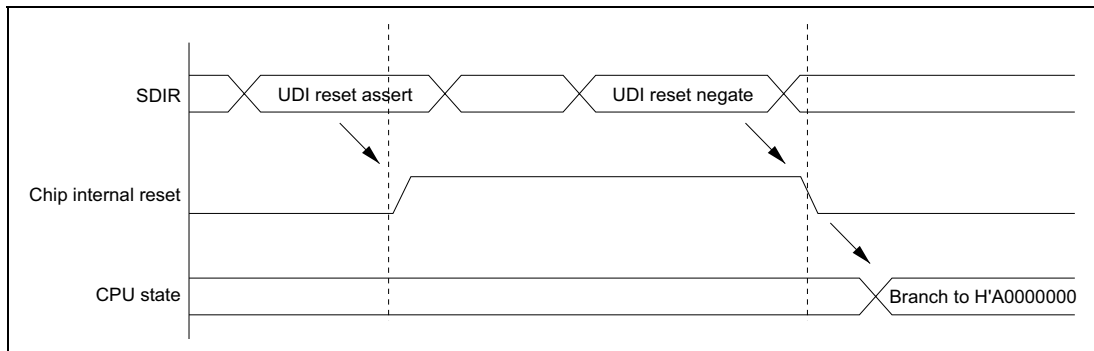 SDIR
UDI reset assert
UDI reset negate
Chip internal reset
CPU state
Branch to H'A0000000